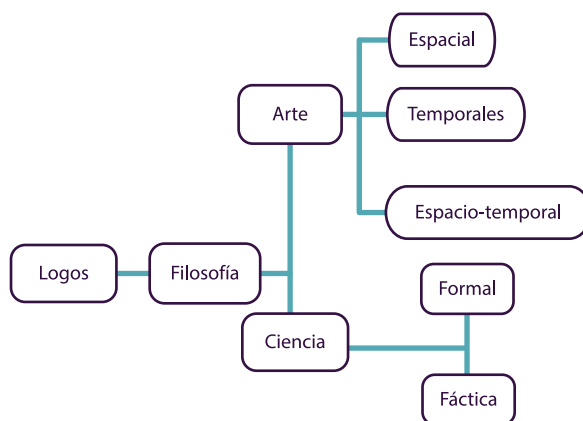 Espacial
Arte
Temporales
Espacio-temporal
Logos
Filosofía
Formal
Ciencia
Fáctica